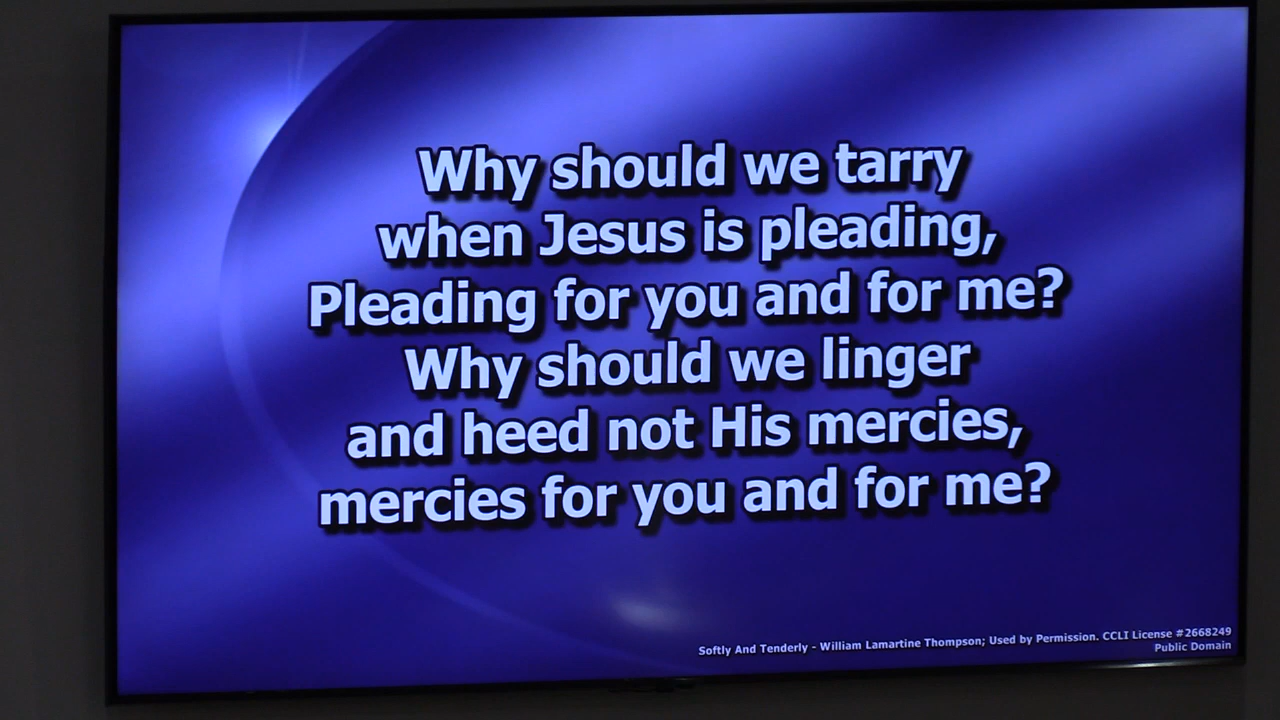 Why should we tarry
when Jesus is pleading,
Pleading for you and for me?
Why should we linger
and heed not His mercies,
mercies for you and for me?
Softly And Tenderly - William Lamartine Thompson; Used by Permission. CCLI License #2668249
Public Domain